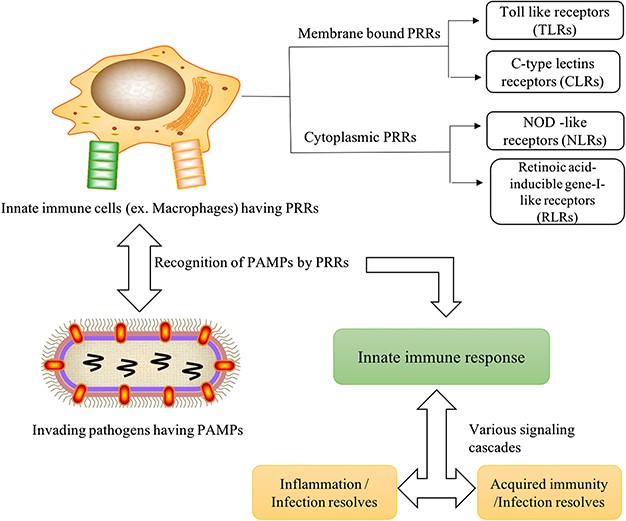 Membrane bound PRRs
Toll like receptors
(TLRs)
C-type lectins
receptors (CLRs)
Cytoplasmic PRRs
NOD -like
receptors (NLRs)
Retinoic acid-
inducible gene-I-
like receptors
(RLRs)
Innate immune cells (ex. Macrophages) having PRRs
Recognition of PAMPs by PRRs
Innate immune response
Invading pathogens having PAMPs
Various signaling
cascades
Inflammation /
Infection resolves
Acquired immunity
/Infection resolves